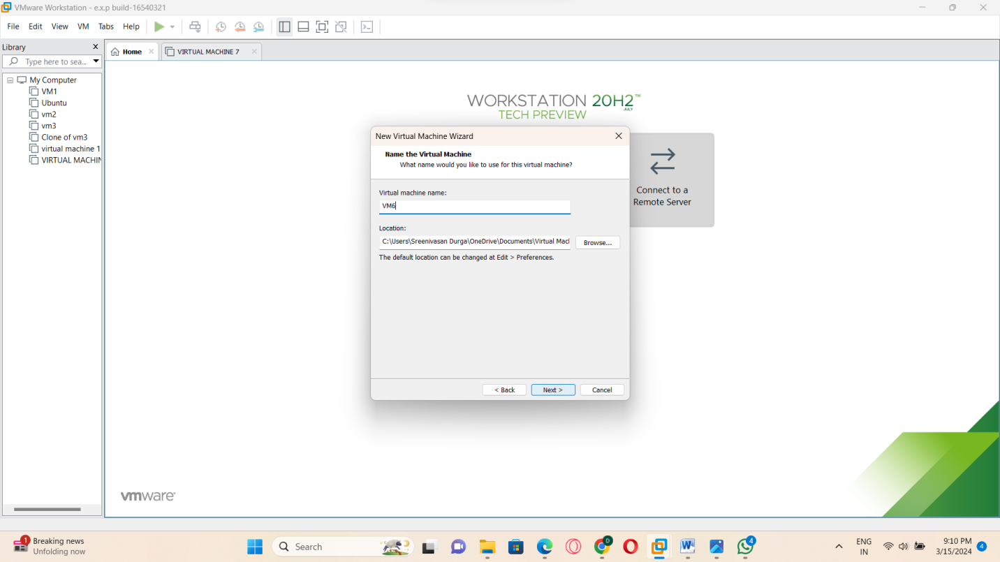 VMware Workstation - e.x.p build-16540321
File Edit View VM Tabs Help
Library
Type here to sea...
My Computer
VM1
Ubuntu
vm2
vm3
Clone of vm3
virtual machine 1
VIRTUAL MACHIN
Home
VIRTUAL MACHINE 7
WORKSTATION 20H2™
JULY
TECH PREVIEW
Connect to a
Remote Server
New Virtual Machine Wizard
Name the Virtual Machine
What name would you like to use for this virtual machine?
Virtual machine name:
VM6
Location:
C:\Users\Sreenivasan Durga\OneDrive\Documents\Virtual Macl
Browse...
The default location can be changed at Edit > Preferences.
< Back Next > Cancel
vmware®
1
Breaking news
Unfolding now
Search
D
4
ENG
IN
9:10 PM
3/15/2024
4